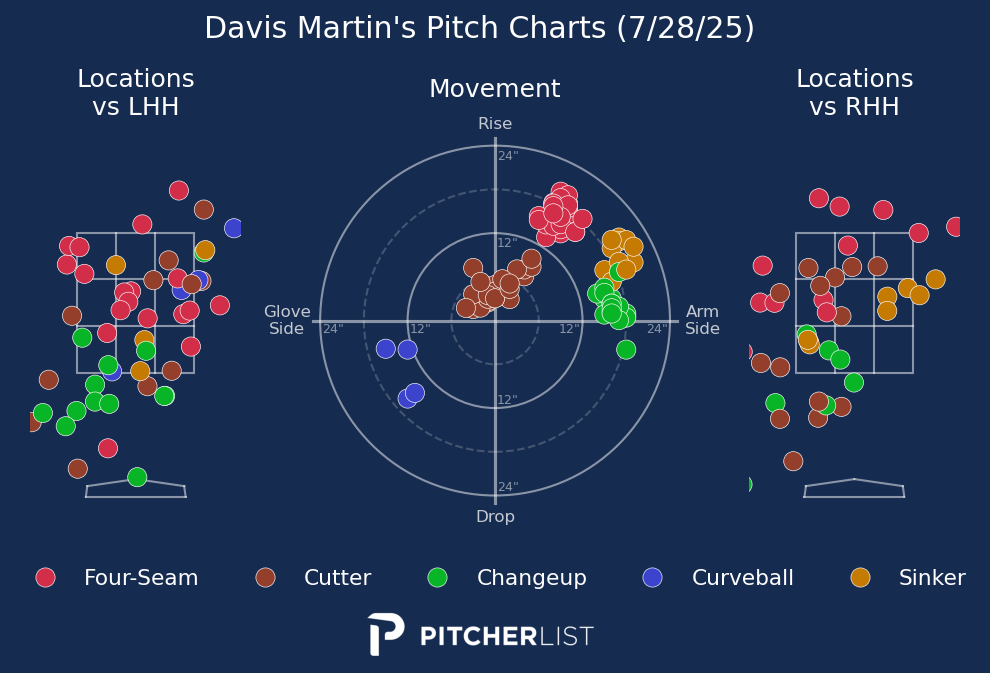 Davis Martin's Pitch Charts (7/28/25)
Locations
vs LHH
Movement
Locations
vs RHH
Rise
24"
12"
Glove
Side
24"
12"
12"
24"
Arm
Side
12"
24"
Drop
Four-Seam
Cutter
Changeup
Curveball
Sinker
PITCHERLIST